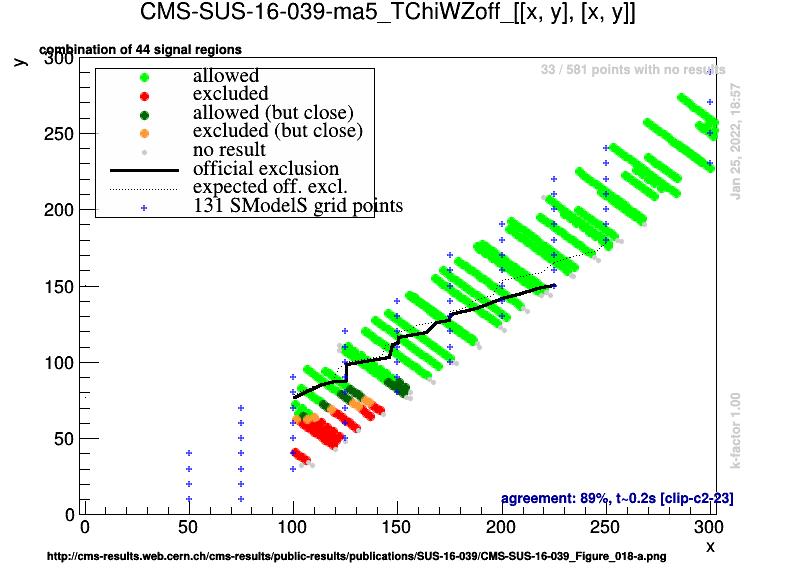 CMS-SUS-16-039-ma5_TChiWZoff_[[x, y], [x, y]]
combination of 44 signal regions
33 / 581 points with no results
y
300
250
200
150
100
50
0
allowed
excluded
allowed (but close)
excluded (but close)
no result
official exclusion
expected off. excl.
131 SModelS grid points
Jan 25, 2022, 18:57
k-factor 1.00
agreement: 89%, t~0.2s [clip-c2-23]
0 50 100 150 200 250 300
x
http://cms-results.web.cern.ch/cms-results/public-results/publications/SUS-16-039/CMS-SUS-16-039_Figure_018-a.png